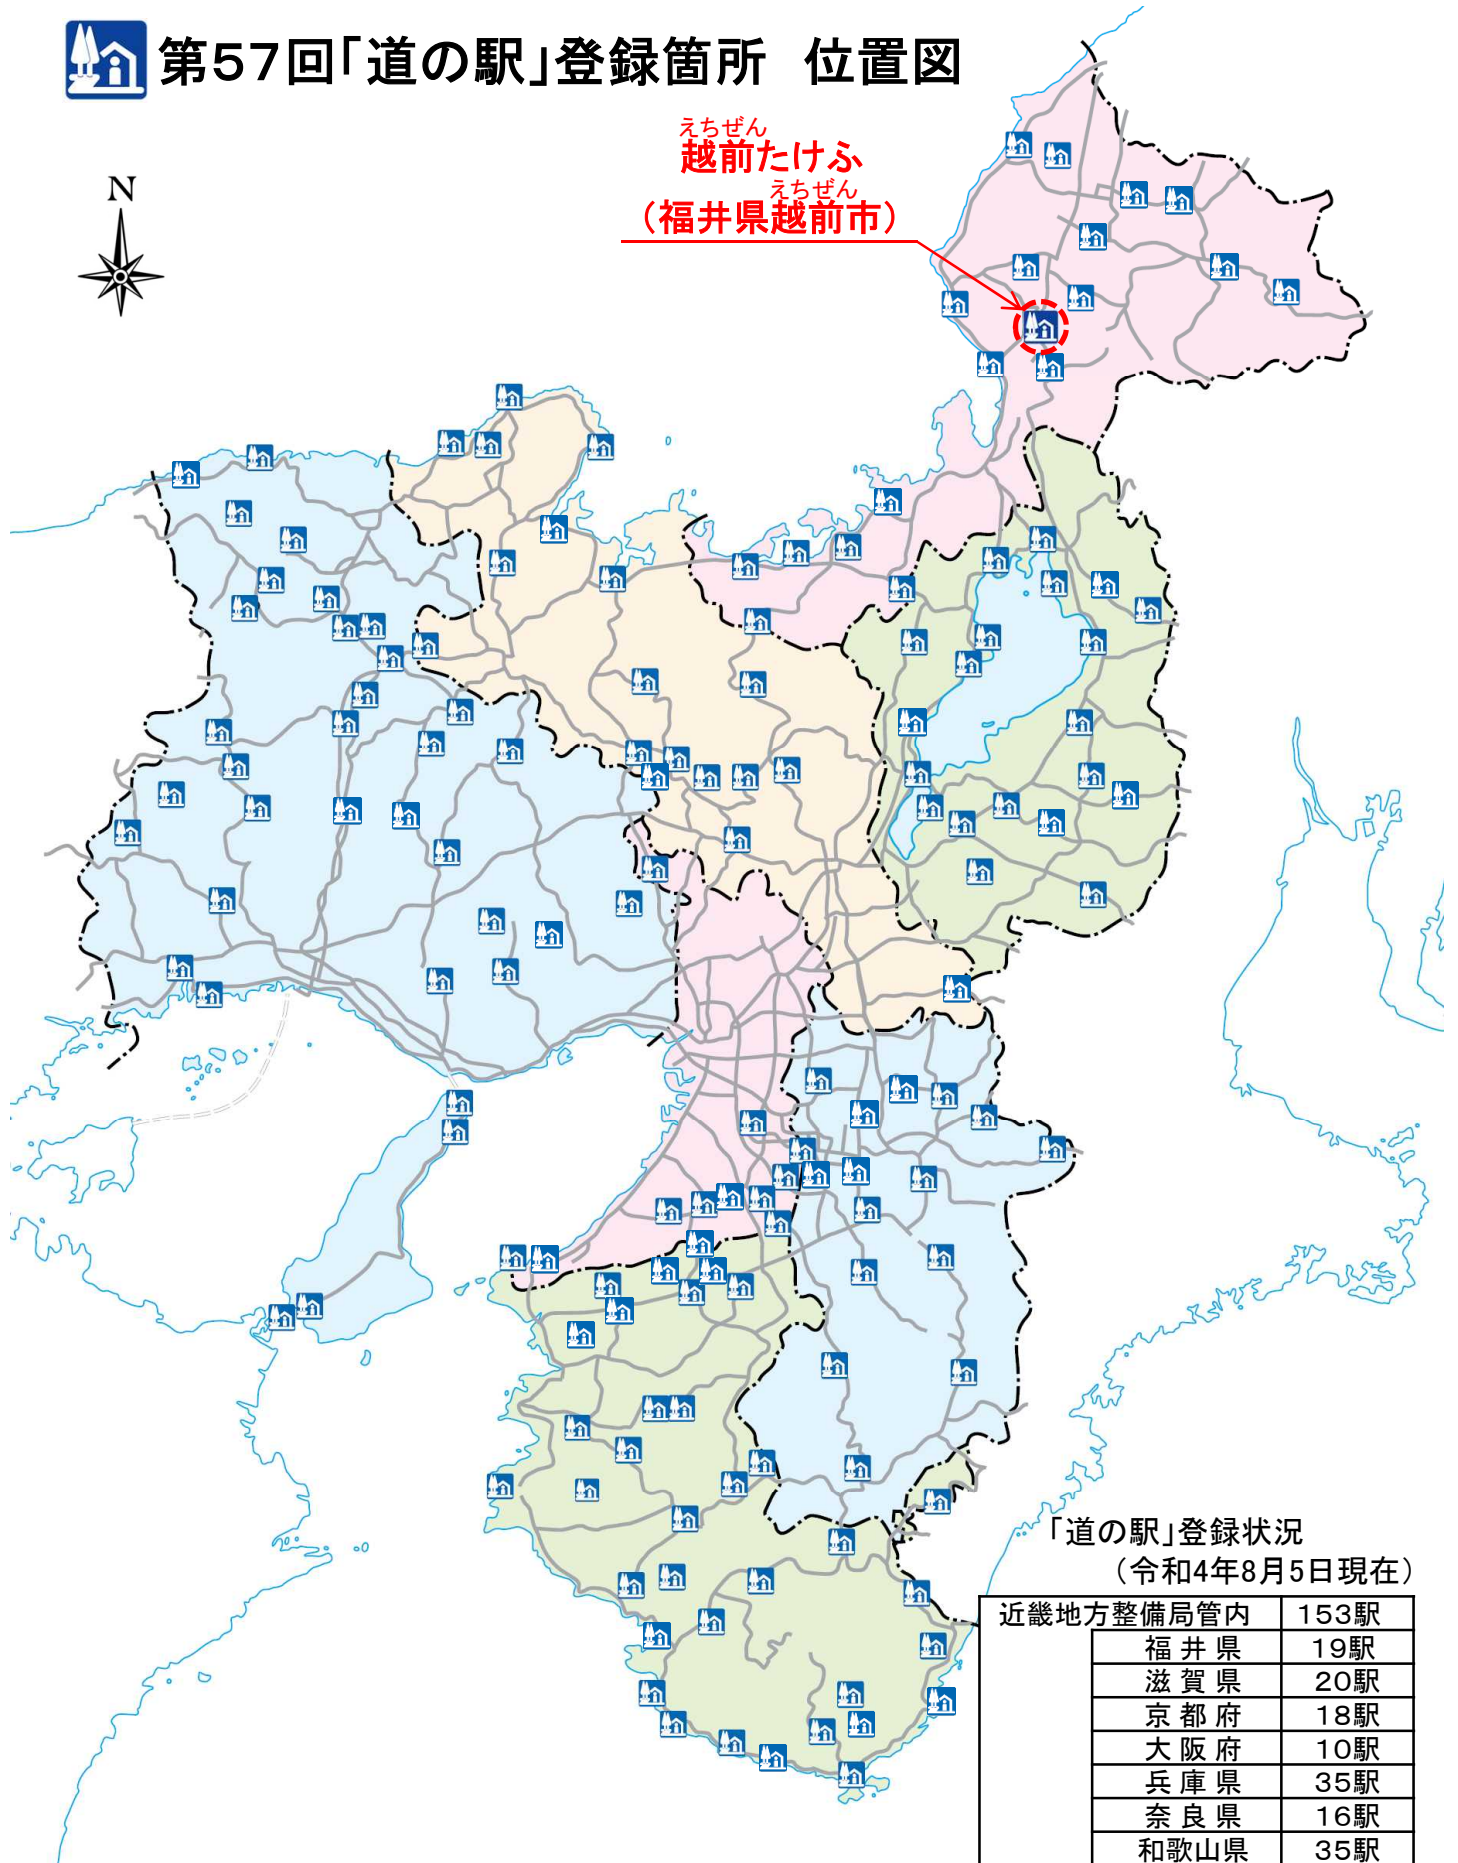 第57回「道の駅」登録箇所　位置図
えちぜん
越前たけふ
えちぜん
（福井県越前市）
N
「道の駅」登録状況
（令和4年8月5日現在）
近畿地方整備局管内 153駅
福井県 19駅
滋賀県 20駅
京都府 18駅
大阪府 10駅
兵庫県 35駅
奈良県 16駅
和歌山県 35駅